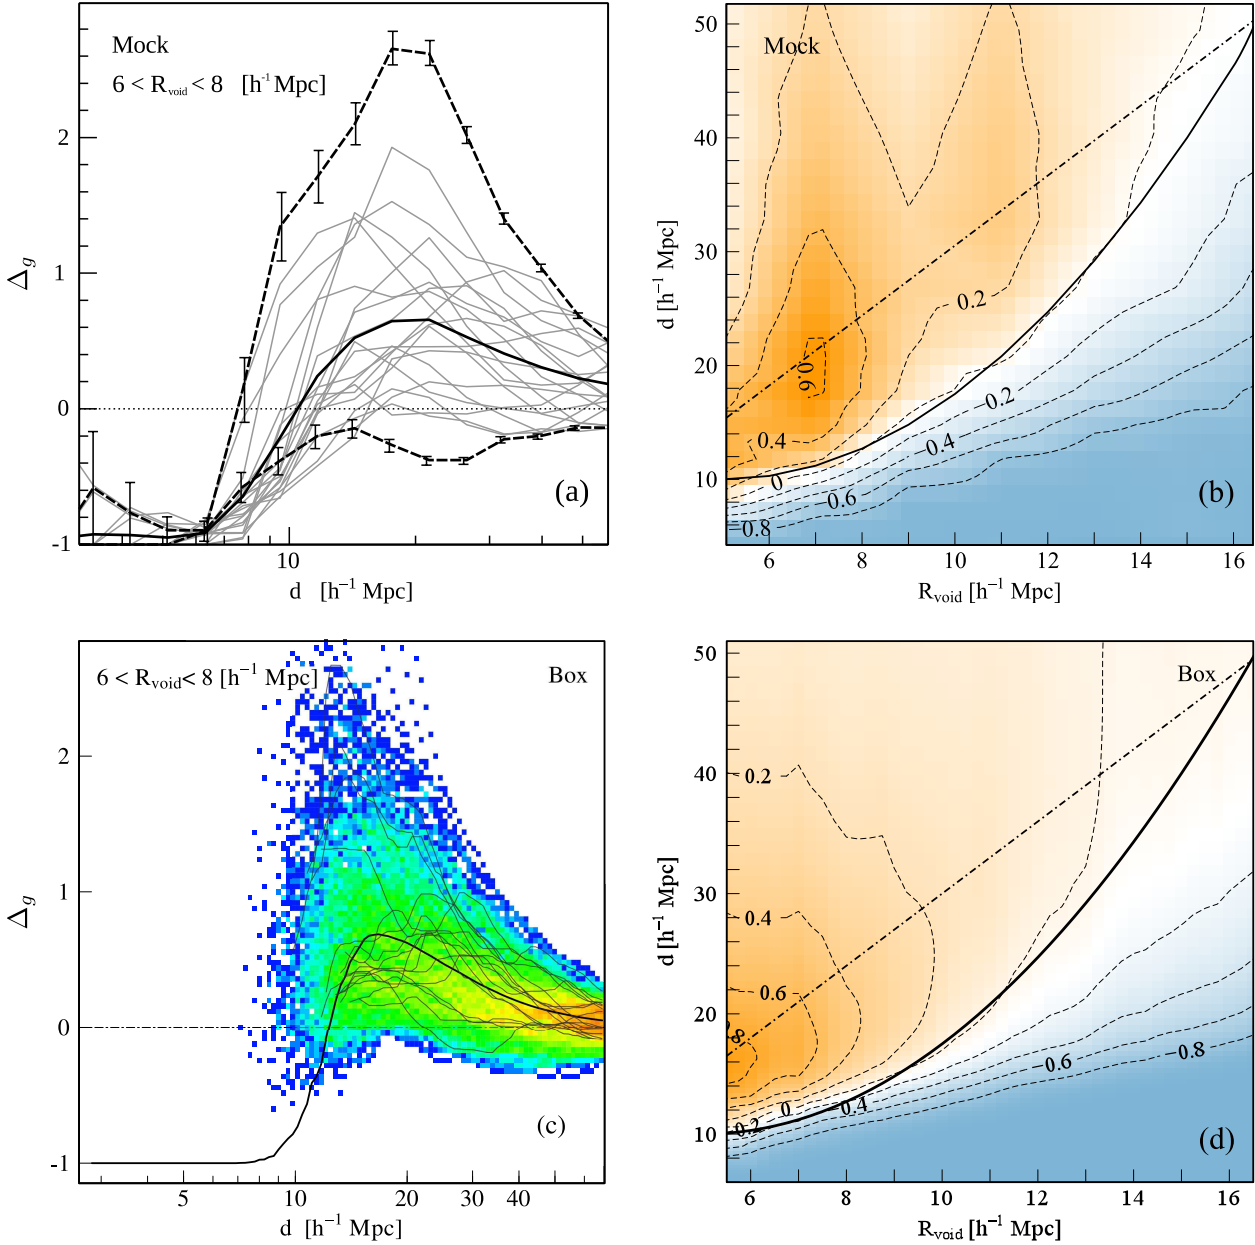 Mock
6 < R_void < 8 [h⁻¹ Mpc]
2
1
0
-1
Δ_g
(a)
10
d [h⁻¹ Mpc]
50
40
30
20
10
d [h⁻¹ Mpc]
Mock
0.2
0.6
0.4
0
-0.2
-0.4
0.6
-0.8
(b)
6 8 10 12 14 16
R_void [h⁻¹ Mpc]
6 < R_void < 8 [h⁻¹ Mpc]
Box
2
1
0
-1
Δ_g
(c)
5 10 20 30 40
d [h⁻¹ Mpc]
50
40
30
20
10
d [h⁻¹ Mpc]
Box
0.2
0.4
0.6
0
-0.2
-0.4
-0.6
-0.8
(d)
6 8 10 12 14 16
R_void [h⁻¹ Mpc]